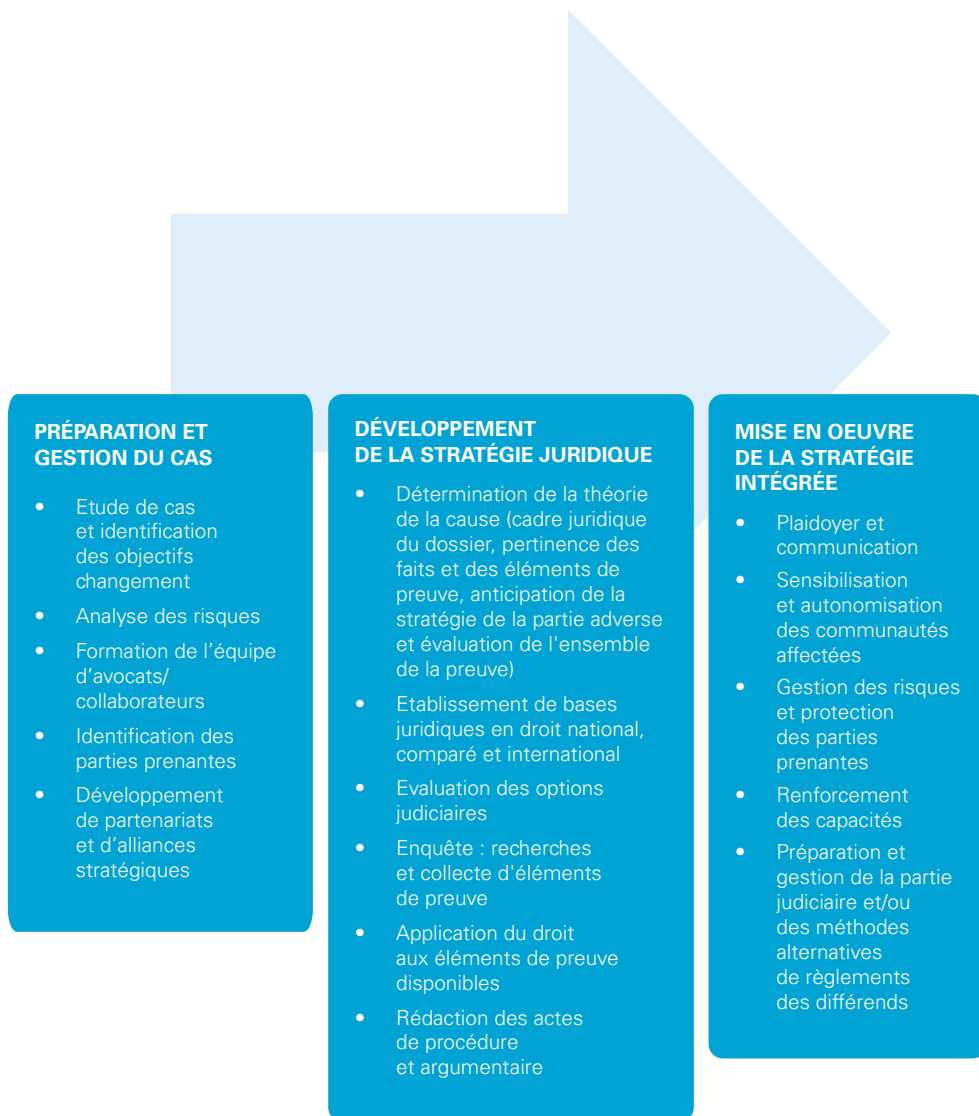 PRÉPARATION ET
GESTION DU CAS
• Etude de cas
et identification
des objectifs
changement
• Analyse des risques
• Formation de l’équipe
d’avocats/
collaborateurs
• Identification des
parties prenantes
• Développement
de partenariats
et d’alliances
stratégiques
DÉVELOPPEMENT
DE LA STRATÉGIE JURIDIQUE
• Détermination de la théorie
de la cause (cadre juridique
du dossier, pertinence des
faits et des éléments de
preuve, anticipation de la
stratégie de la partie adverse
et évaluation de l'ensemble
de la preuve)
• Etablissement de bases
juridiques en droit national,
comparé et international
• Evaluation des options
judiciaires
• Enquête : recherches
et collecte d'éléments
de preuve
• Application du droit
aux éléments de preuve
disponibles
• Rédaction des actes
de procédure
et argumentaire
MISE EN OEUVRE
DE LA STRATÉGIE
INTÉGRÉE
• Plaidoyer et
communication
• Sensibilisation
et autonomisation
des communautés
affectées
• Gestion des risques
et protection
des parties
prenantes
• Renforcement
des capacités
• Préparation et
gestion de la partie
judiciaire et/ou
des méthodes
alternatives
de règlements
des différends